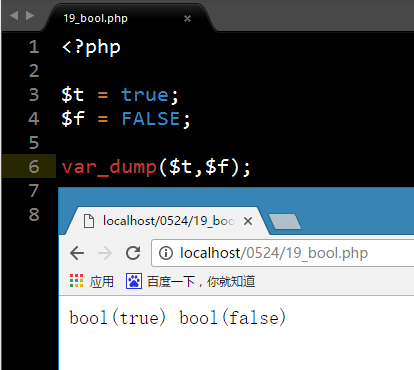 19_bool.php
1 <?php
2
3 $t = true;
4 $f = FALSE;
5
6 var_dump($t,$f);
7
8
localhost/0524/19_boo
localhost/0524/19_bool.php
应用 百度一下，你就知道
bool(true) bool(false)